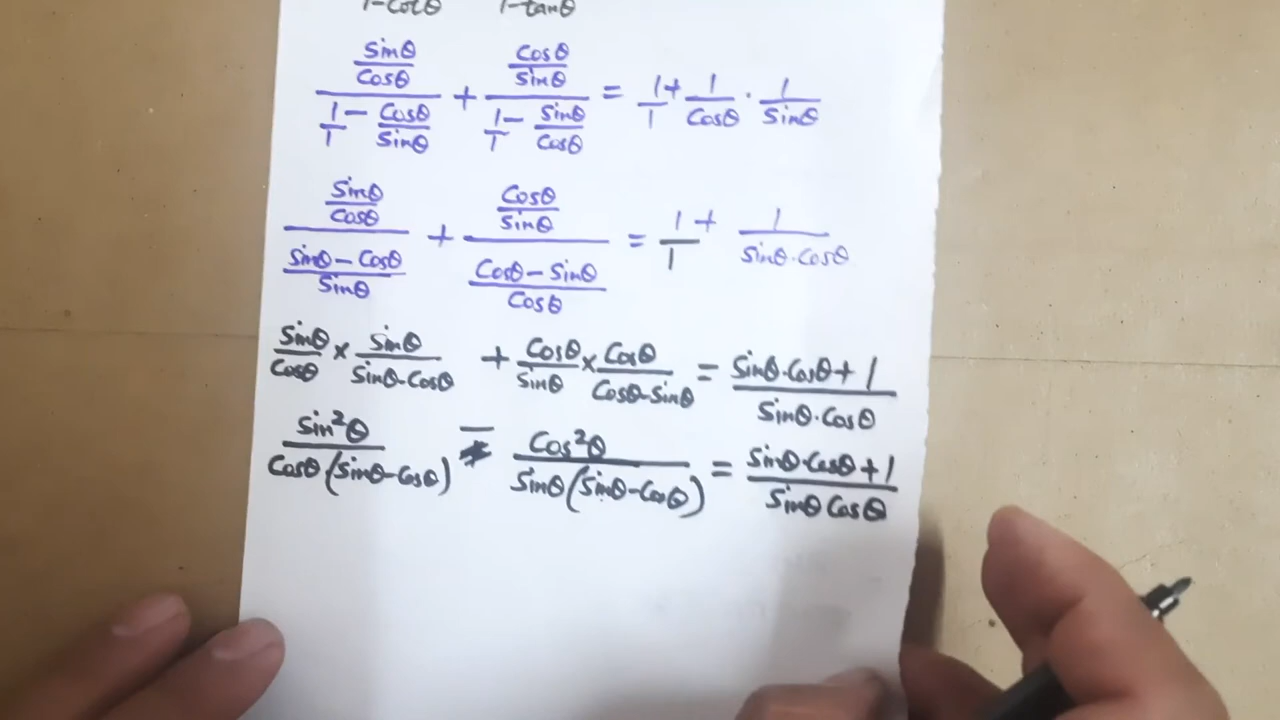 1-cotθ 1-tanθ
sinθ/cosθ / (1/1 - cosθ/sinθ) + cosθ/sinθ / (1/1 - sinθ/cosθ) = 1/1 + 1/cosθ · 1/sinθ
sinθ/cosθ / ((sinθ - cosθ)/sinθ) + cosθ/sinθ / ((cosθ - sinθ)/cosθ) = 1/1 + 1/(sinθ·cosθ)
sinθ/cosθ × sinθ/(sinθ-cosθ) + cosθ/sinθ × cosθ/(cosθ-sinθ) = (sinθ·cosθ+1)/(sinθ·cosθ)
sin²θ/(cosθ(sinθ-cosθ)) - cos²θ/(sinθ(sinθ-cosθ)) = (sinθ·cosθ+1)/(sinθ cosθ)